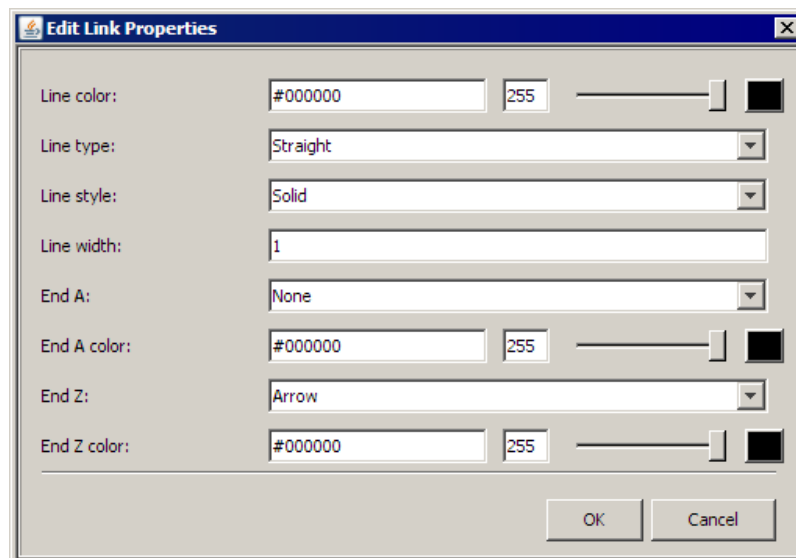 Edit Link Properties
Line color: #000000 255
Line type: Straight
Line style: Solid
Line width: 1
End A: None
End A color: #000000 255
End Z: Arrow
End Z color: #000000 255
OK Cancel